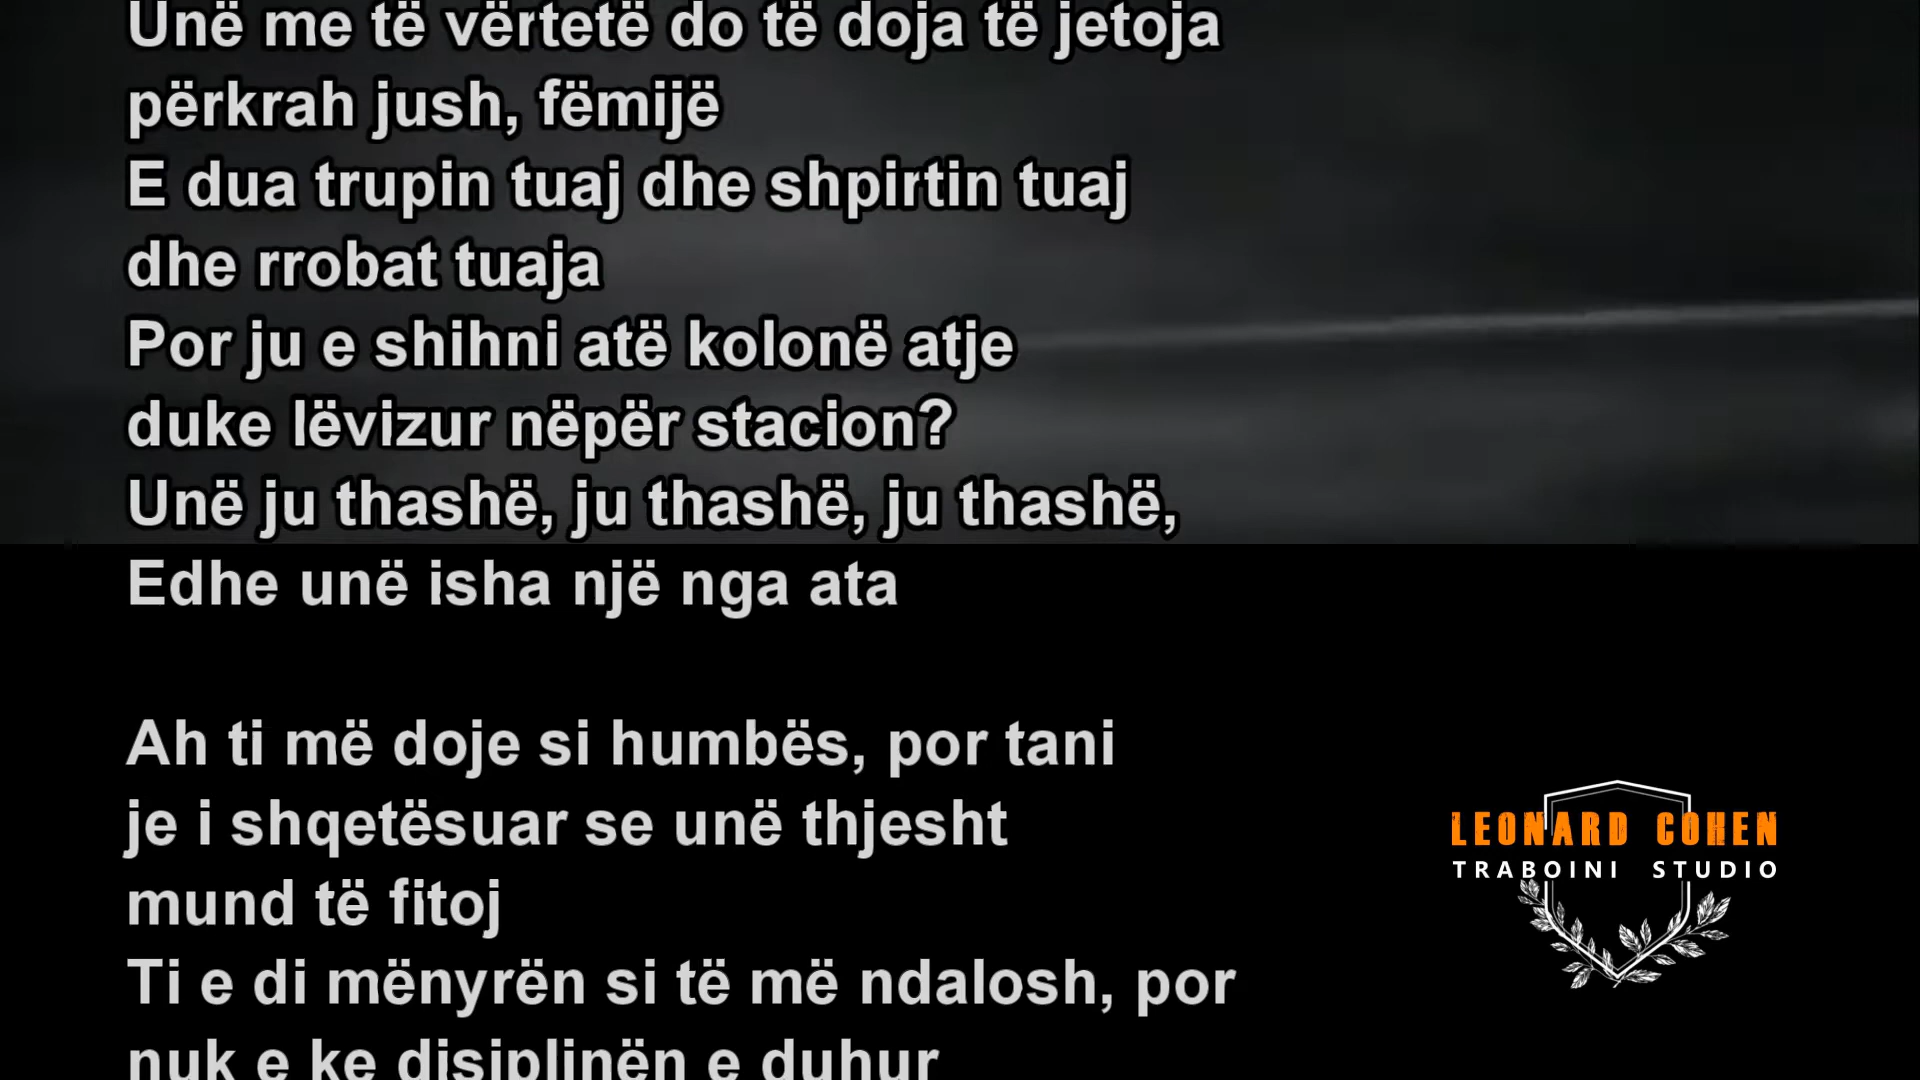 Unë me të vërtetë do të doja të jetoja
përkrah jush, fëmijë
E dua trupin tuaj dhe shpirtin tuaj
dhe rrobat tuaja
Por ju e shihni atë kolonë atje
duke lëvizur nëpër stacion?
Unë ju thashë, ju thashë, ju thashë,
Edhe unë isha një nga ata
Ah ti më doje si humbës, por tani
je i shqetësuar se unë thjesht
mund të fitoj
Ti e di mënyrën si të më ndalosh, por
nuk e ke disiplinën e duhur
LEONARD COHEN
TRABOINI STUDIO